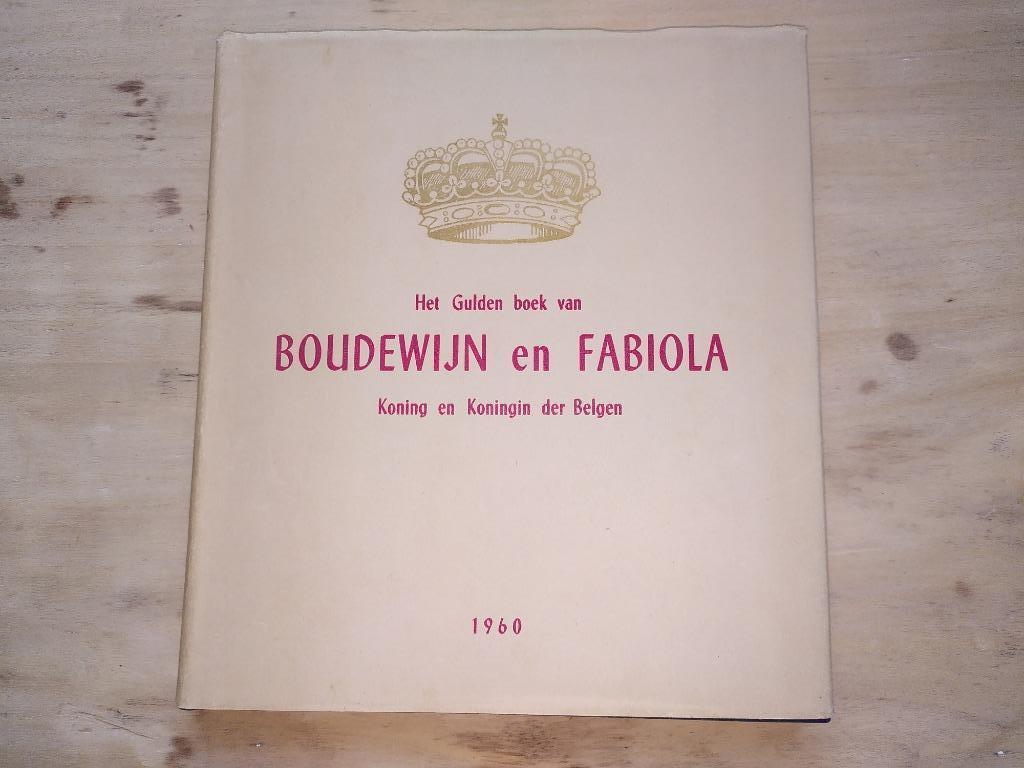 Het Gulden boek van
BOUDEWIJN en FABIOLA
Koning en Koningin der Belgen
1960